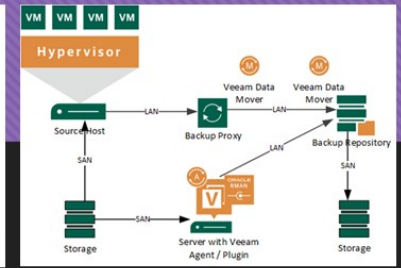 VM VM VM VM
Hypervisor
M
M
Veeam Data Mover
Veeam Data Mover
LAN
LAN
Source Host
Backup Proxy
Backup Repository
SAN
LAN
SAN
A
ORACLE
RMAN
V
SAN
Storage
Server with Veeam
Agent / Plugin
Storage